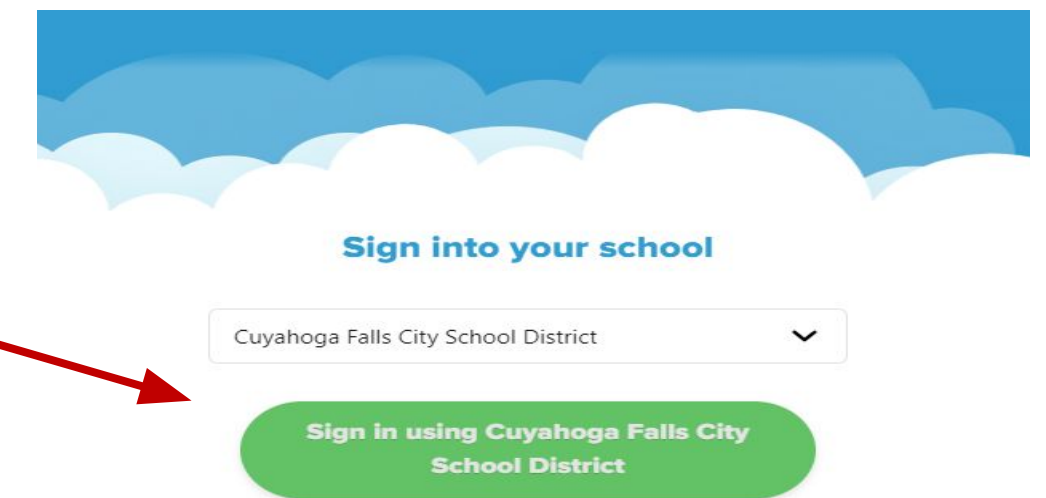 Sign into your school
Cuyahoga Falls City School District
Sign in using Cuyahoga Falls City
School District